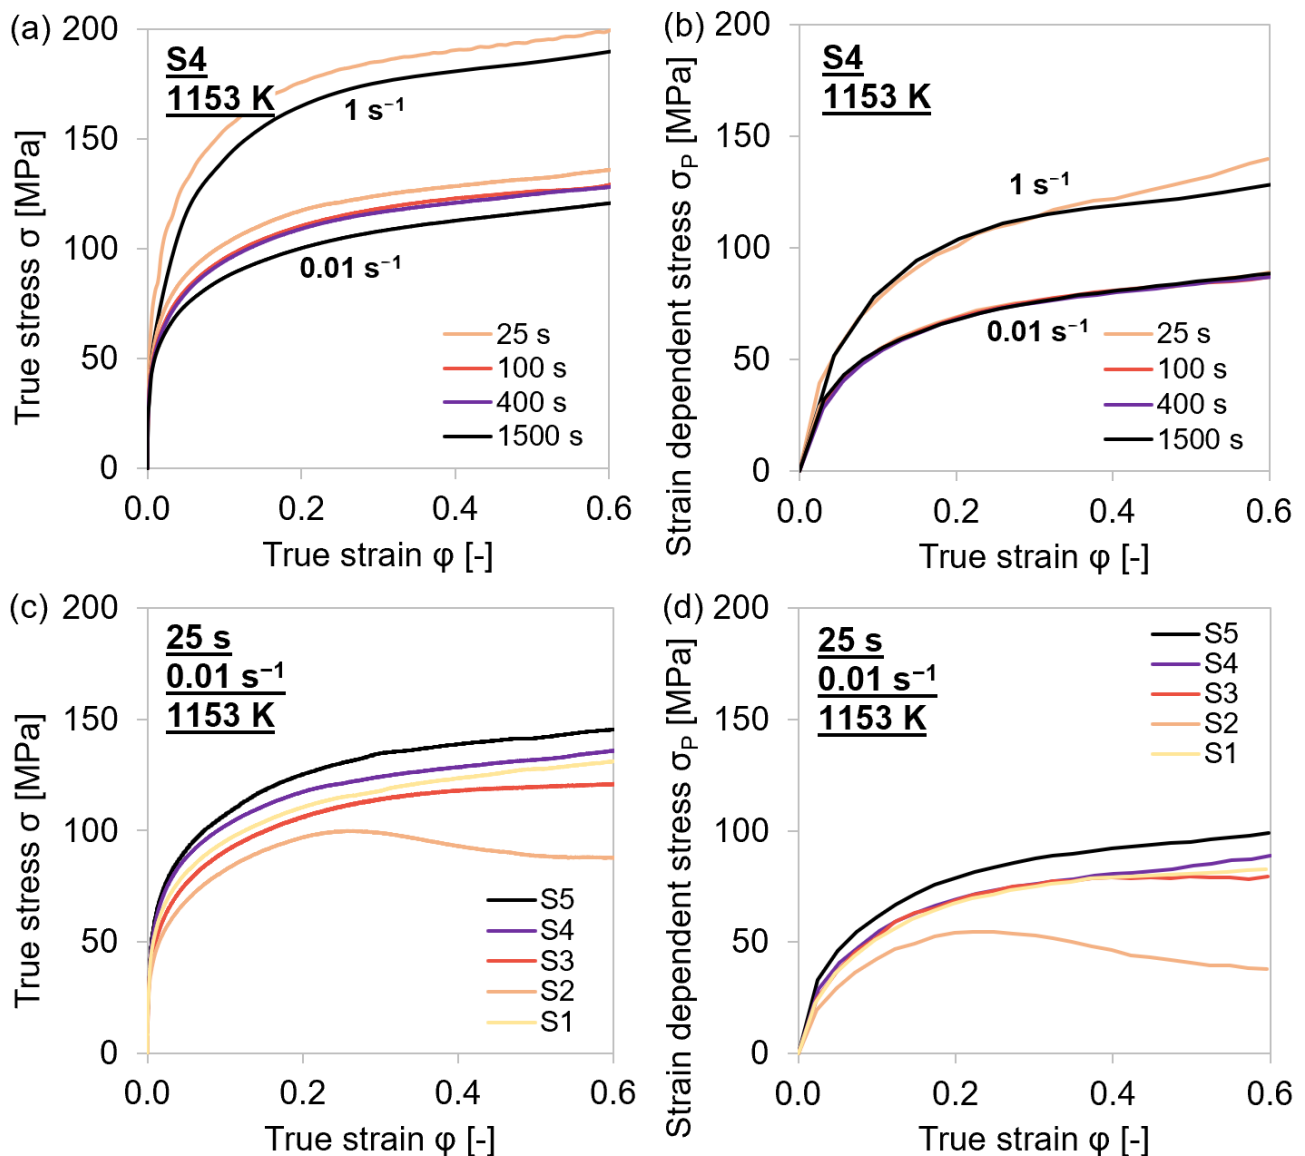 (a)
200
150
100
50
0
True stress σ [MPa]
S4
1153 K
1 s⁻¹
0.01 s⁻¹
25 s
100 s
400 s
1500 s
0.0
0.2
0.4
0.6
True strain φ [-]
(b)
200
150
100
50
0
Strain dependent stress σₚ [MPa]
S4
1153 K
1 s⁻¹
0.01 s⁻¹
25 s
100 s
400 s
1500 s
0.0
0.2
0.4
0.6
True strain φ [-]
(c)
200
150
100
50
0
True stress σ [MPa]
25 s
0.01 s⁻¹
1153 K
S5
S4
S3
S2
S1
0.0
0.2
0.4
0.6
True strain φ [-]
(d)
200
150
100
50
0
Strain dependent stress σₚ [MPa]
25 s
0.01 s⁻¹
1153 K
S5
S4
S3
S2
S1
0.0
0.2
0.4
0.6
True strain φ [-]